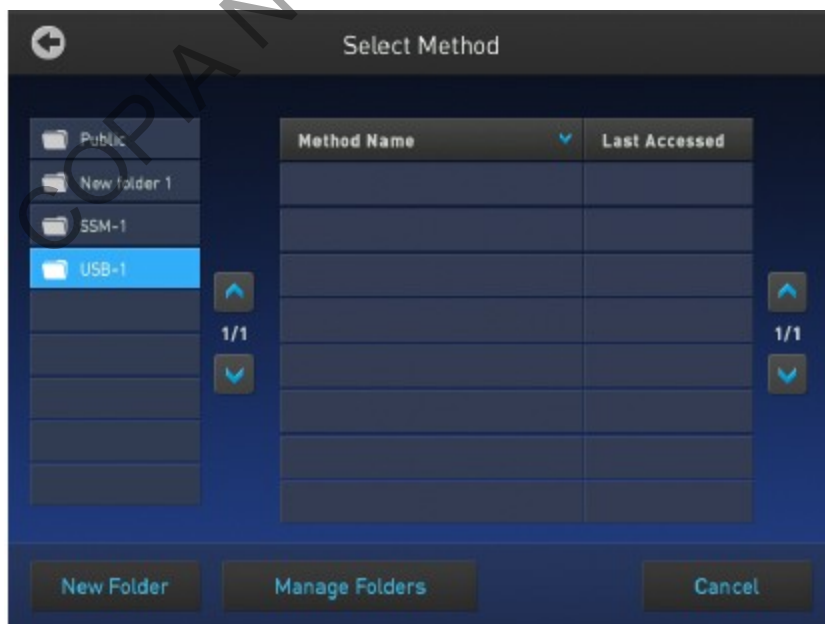 Select Method
Public
New folder 1
SSM-1
USB-1
1/1
Method Name
Last Accessed
1/1
New Folder
Manage Folders
Cancel
COPIA N